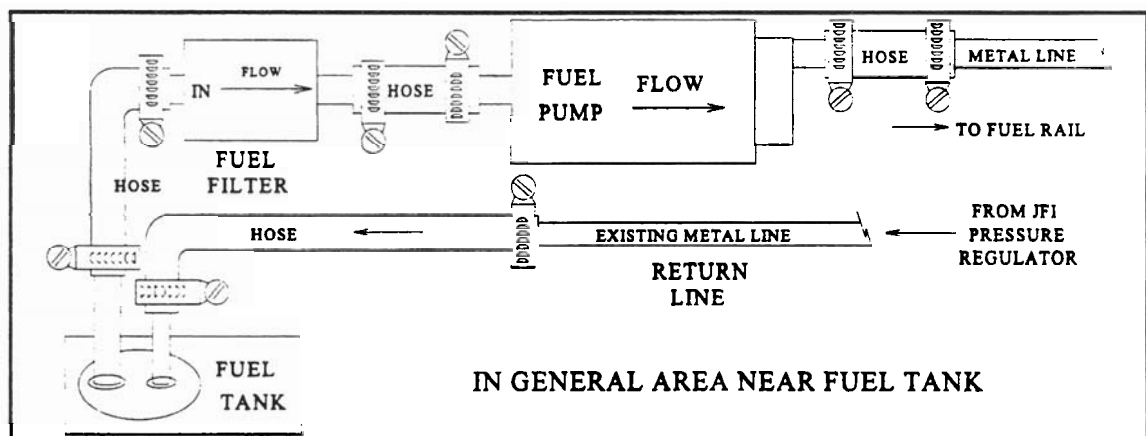 IN
FLOW
HOSE
FUEL
PUMP
FLOW
HOSE
METAL LINE
TO FUEL RAIL
FUEL
FILTER
HOSE
HOSE
EXISTING METAL LINE
RETURN
LINE
FROM JFI
PRESSURE
REGULATOR
FUEL
TANK
IN GENERAL AREA NEAR FUEL TANK